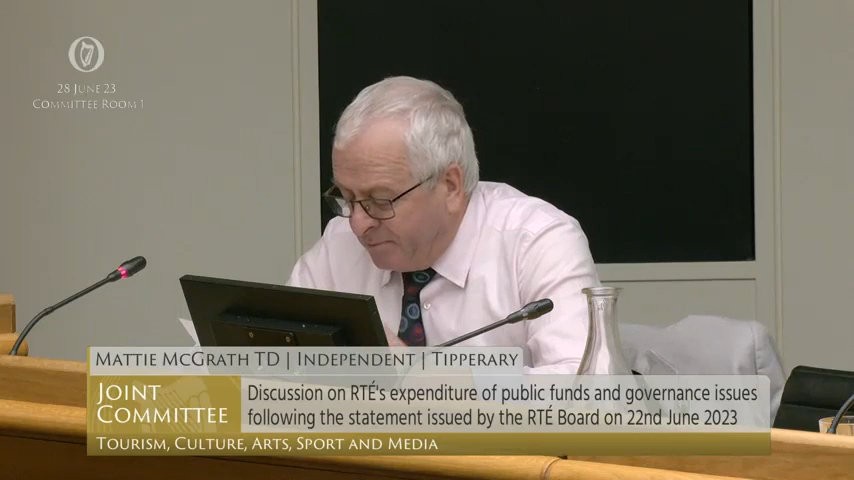 28 June 23
Committee Room 1
Mattie McGrath TD | Independent | Tipperary
Joint
Committee
Discussion on RTÉ's expenditure of public funds and governance issues
following the statement issued by the RTÉ Board on 22nd June 2023
Tourism, Culture, Arts, Sport and Media